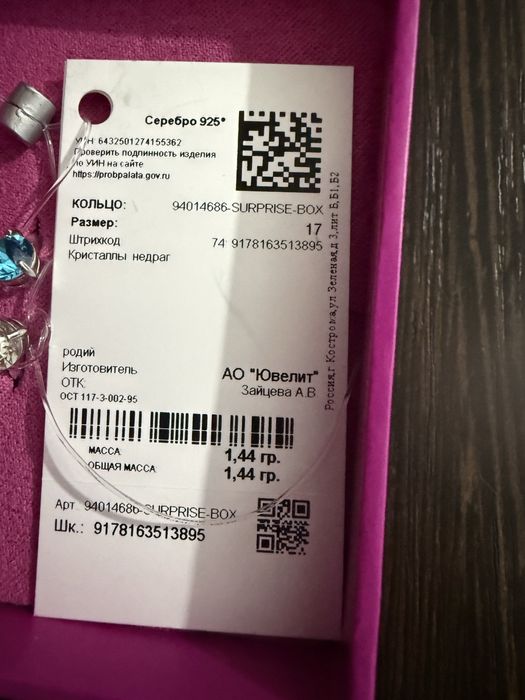 Серебро 925*
УИН: 6432501274155362
Проверить подлинность изделия
по УИН на сайте
https://probpalata.gov.ru
КОЛЬЦО: 94014686-SURPRISE-BOX
Размер: 17
Штрихкод 74: 9178163513895
Кристаллы недраг
родий
Изготовитель АО "Ювелит"
ОТК: Зайцева А.В
ОСТ 117-3-002-95
Россия,г Кострома,ул Зеленая,д 3,лит Б,Б1,Б2
МАССА: 1,44 гр.
ОБЩАЯ МАССА: 1,44 гр.
Арт. 94014686-SURPRISE-BOX
Шк.: 9178163513895